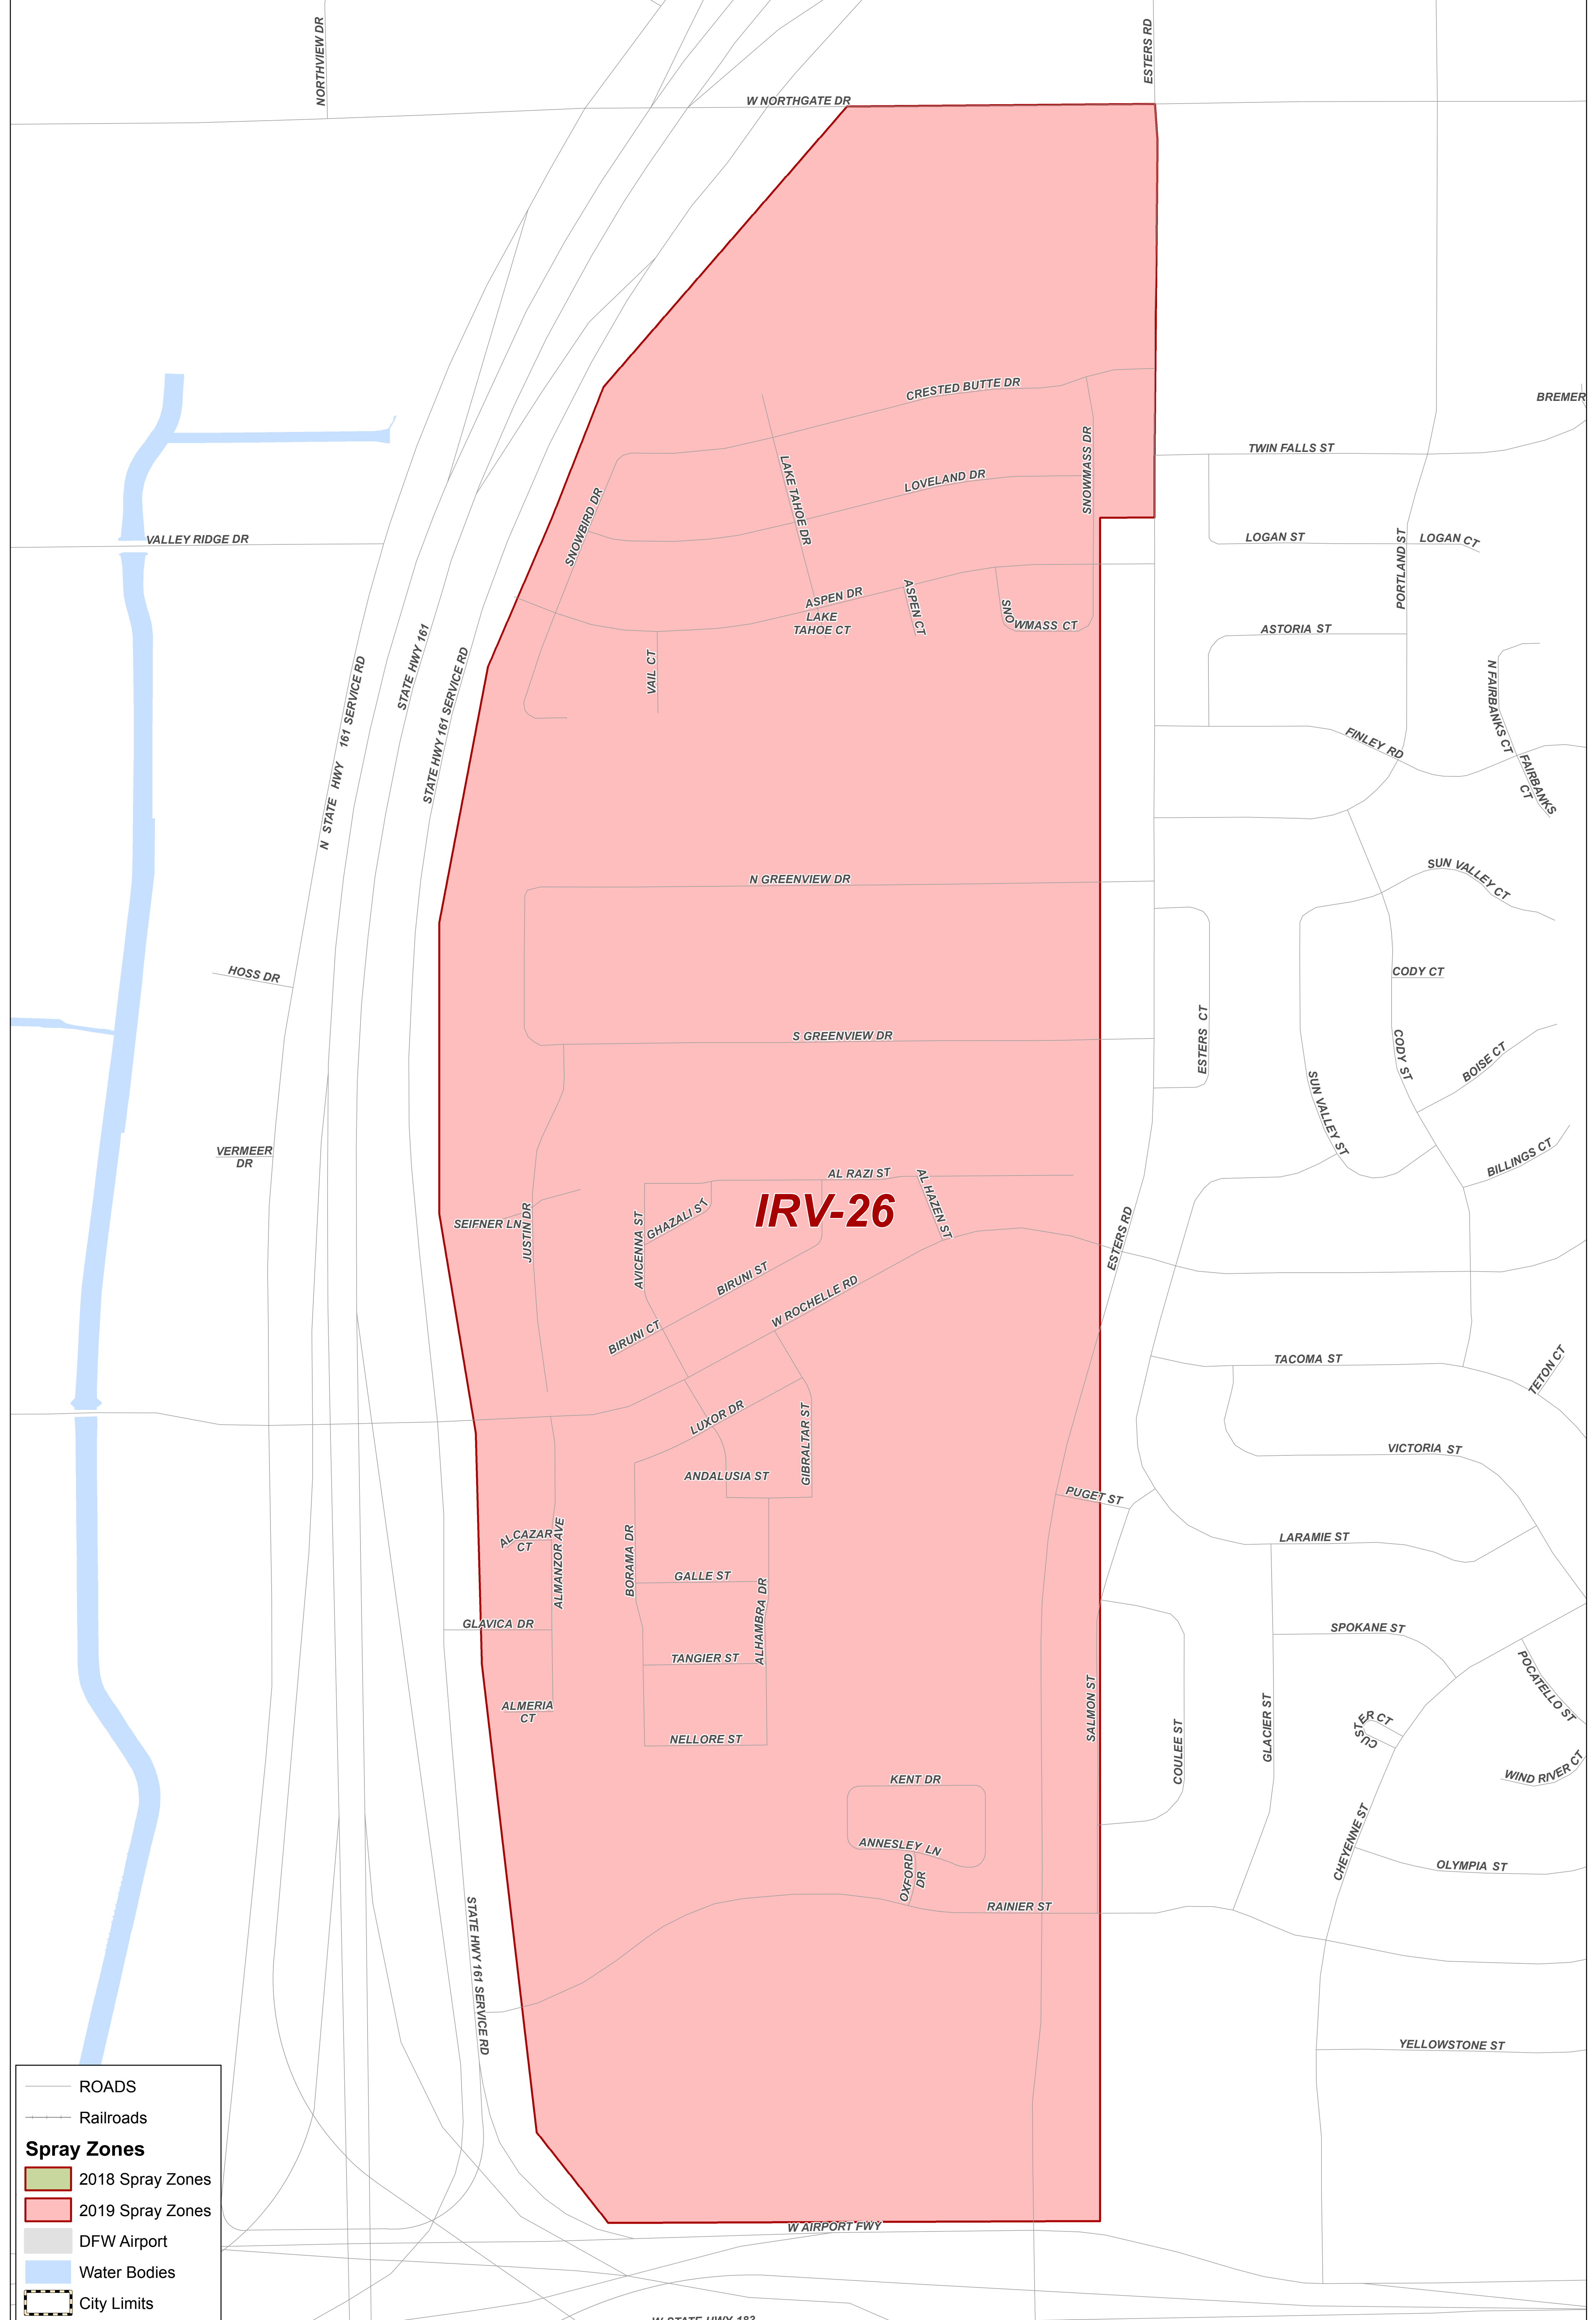 NORTHVIEW DR
ESTERS RD
W NORTHGATE DR
CRESTED BUTTE DR
BREMER
SNOWMASS DR
TWIN FALLS ST
LAKE TAHOE DR
LOVELAND DR
SNOWBIRD DR
VALLEY RIDGE DR
LOGAN ST
LOGAN CT
PORTLAND ST
ASPEN DR
ASPEN CT
LAKE
TAHOE CT
SNOWMASS CT
ASTORIA ST
VAIL CT
N STATE HWY 161 SERVICE RD
STATE HWY 161
STATE HWY 161 SERVICE RD
N FAIRBANKS CT
FINLEY RD
FAIRBANKS
CT
N GREENVIEW DR
SUN VALLEY CT
HOSS DR
CODY CT
S GREENVIEW DR
ESTERS CT
CODY ST
BOISE CT
SUN VALLEY ST
VERMEER
DR
BILLINGS CT
AL RAZI ST
AL HAZEN ST
IRV-26
SEIFNER LN
JUSTIN DR
AVICENNA ST
GHAZALI ST
ESTERS RD
BIRUNI ST
W ROCHELLE RD
BIRUNI CT
TACOMA ST
TETON CT
LUXOR DR
GIBRALTAR ST
VICTORIA ST
ANDALUSIA ST
PUGET ST
ALCAZAR
CT
ALMANZOR AVE
BORAMA DR
LARAMIE ST
GALLE ST
ALHAMBRA DR
GLAVICA DR
SPOKANE ST
TANGIER ST
POCATELLO ST
ALMERIA
CT
SALMON ST
COULEE ST
GLACIER ST
CUSTER CT
NELLORE ST
WIND RIVER CT
KENT DR
CHEYENNE ST
ANNESLEY LN
OXFORD
DR
OLYMPIA ST
RAINIER ST
STATE HWY 161 SERVICE RD
YELLOWSTONE ST
W AIRPORT FWY
W STATE HWY 183
ROADS
Railroads
Spray Zones
2018 Spray Zones
2019 Spray Zones
DFW Airport
Water Bodies
City Limits